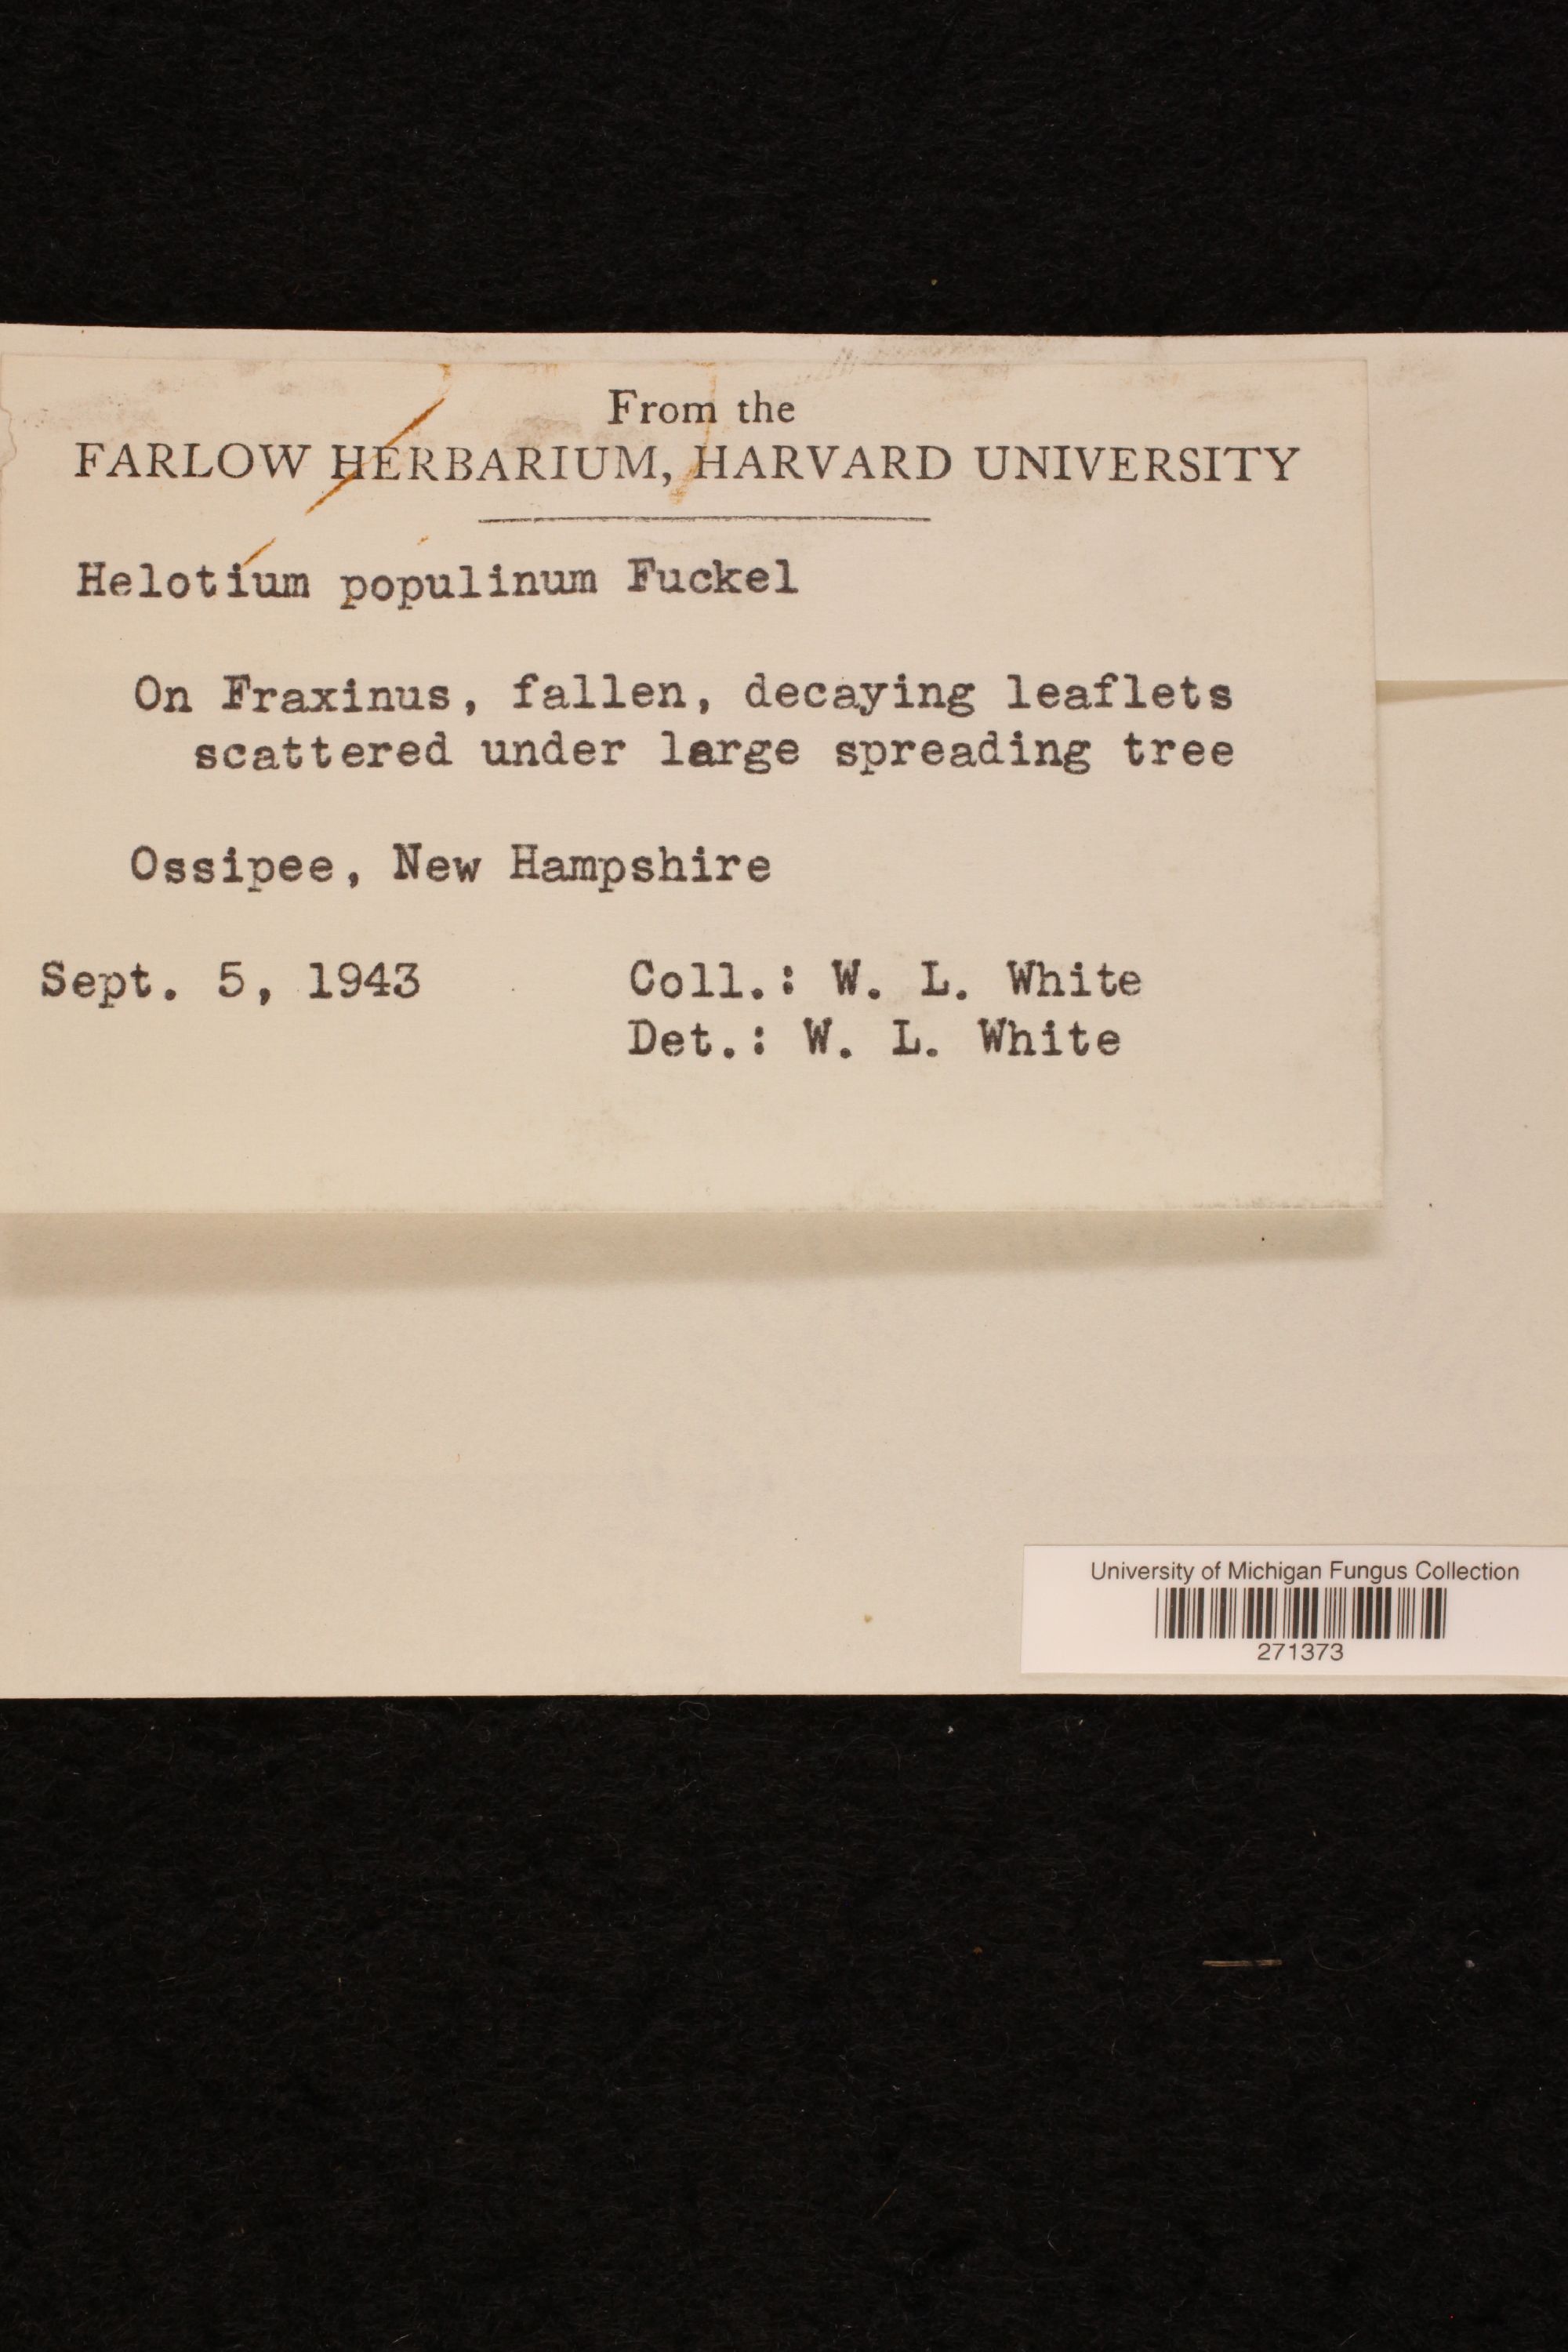 From the
FARLOW HERBARIUM, HARVARD UNIVERSITY
Helotium populinum Fuckel
On Fraxinus, fallen, decaying leaflets
scattered under large spreading tree
Ossipee, New Hampshire
Sept. 5, 1943 Coll.: W. L. White
Det.: W. L. White
University of Michigan Fungus Collection
271373